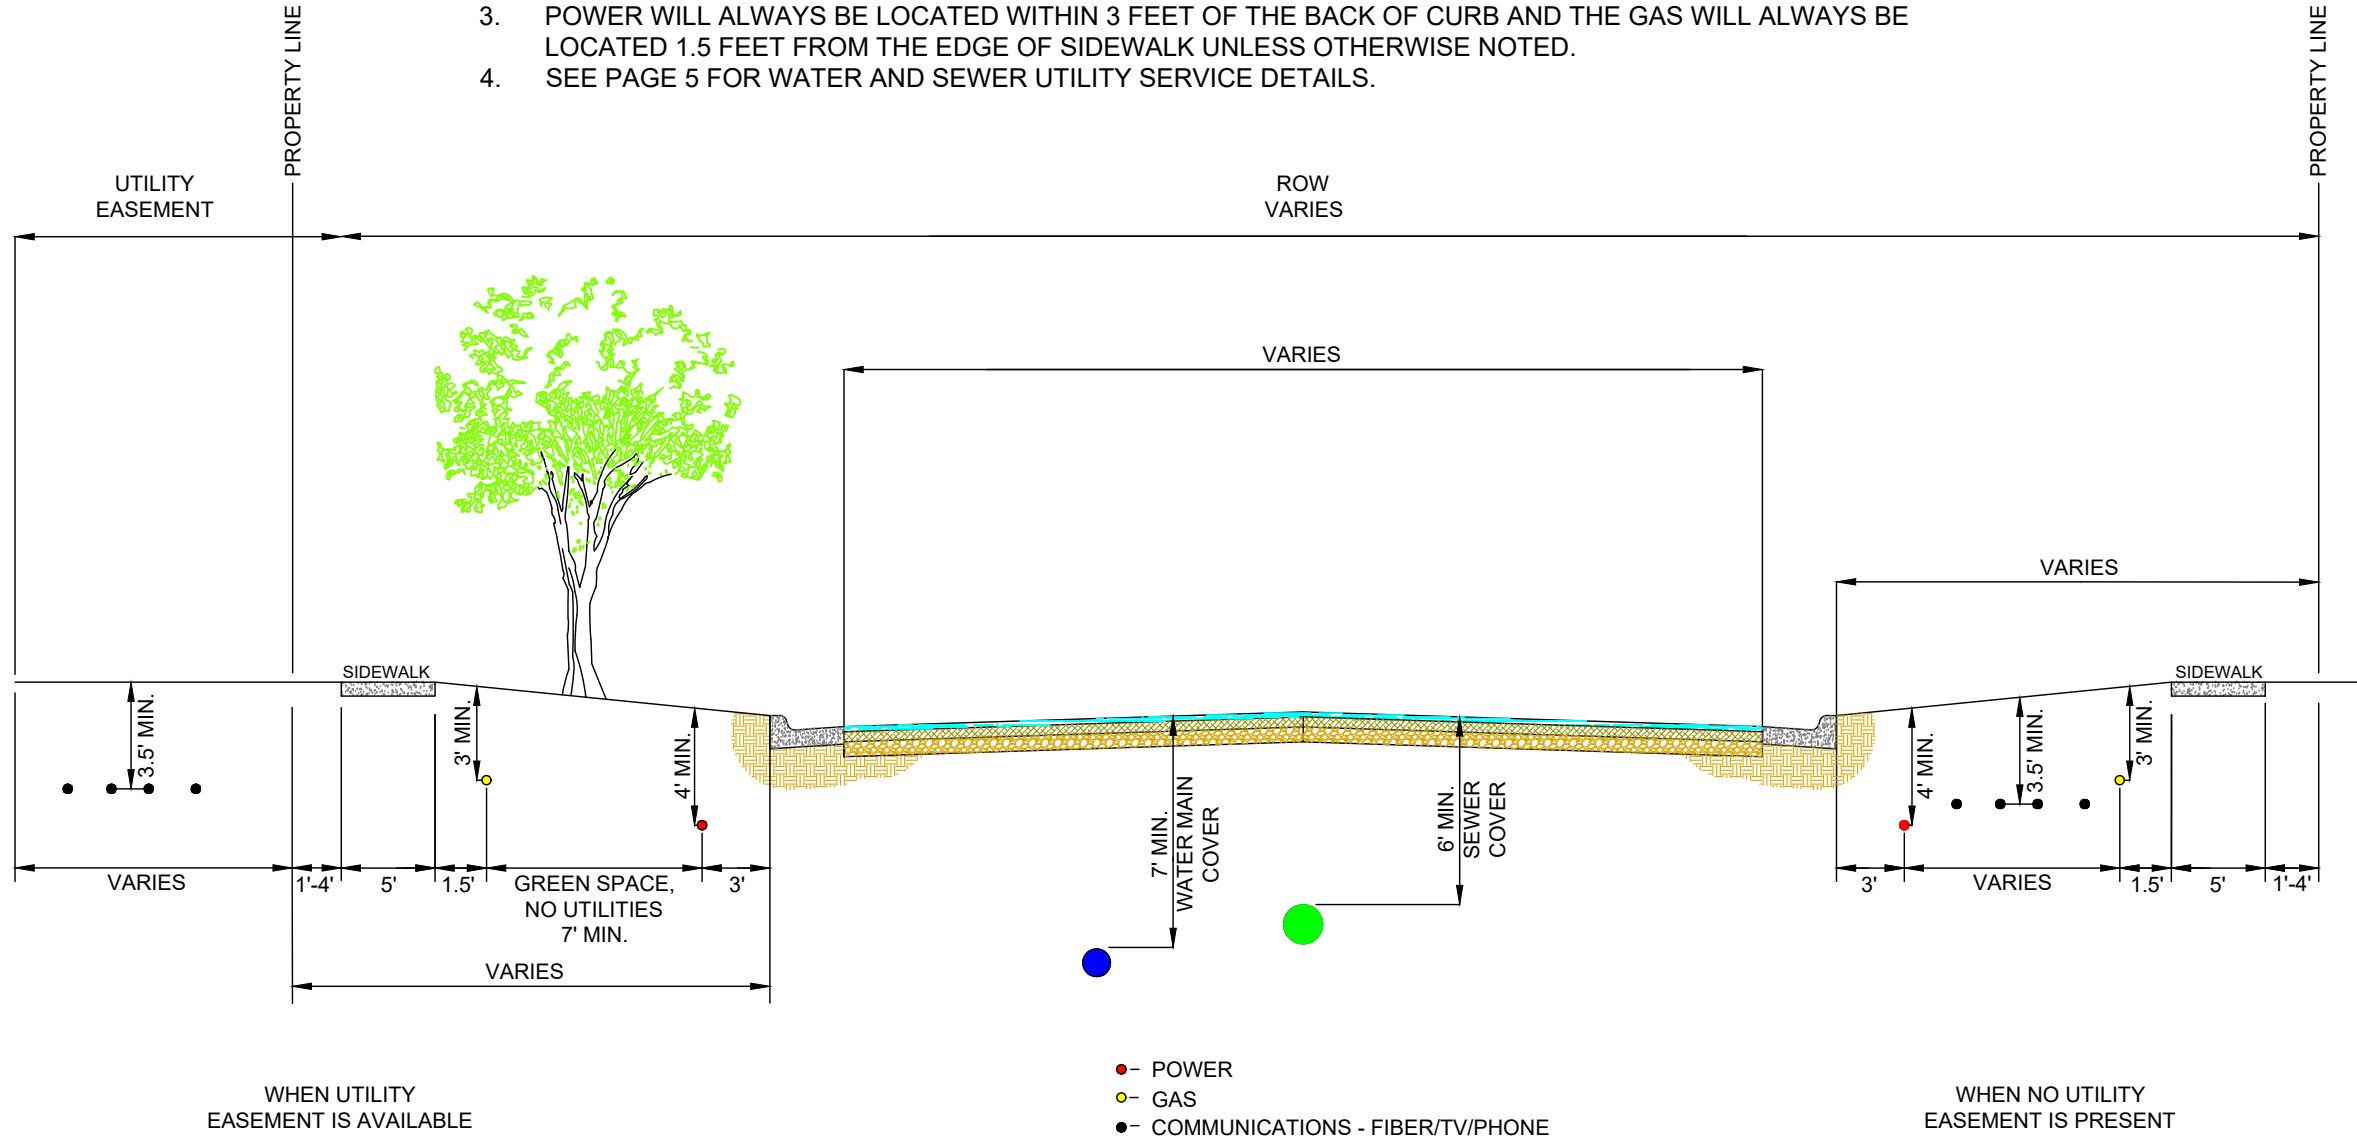 3. POWER WILL ALWAYS BE LOCATED WITHIN 3 FEET OF THE BACK OF CURB AND THE GAS WILL ALWAYS BE
LOCATED 1.5 FEET FROM THE EDGE OF SIDEWALK UNLESS OTHERWISE NOTED.
4. SEE PAGE 5 FOR WATER AND SEWER UTILITY SERVICE DETAILS.
PROPERTY LINE
PROPERTY LINE
UTILITY
EASEMENT
ROW
VARIES
VARIES
VARIES
SIDEWALK
SIDEWALK
3.5' MIN.
3' MIN.
4' MIN.
7' MIN.
WATER MAIN
COVER
6' MIN.
SEWER
COVER
4' MIN.
3.5' MIN.
3' MIN.
VARIES
1'-4'
5'
1.5'
GREEN SPACE,
NO UTILITIES
7' MIN.
3'
3'
VARIES
1.5'
5'
1'-4'
VARIES
WHEN UTILITY
EASEMENT IS AVAILABLE
POWER
GAS
COMMUNICATIONS - FIBER/TV/PHONE
WHEN NO UTILITY
EASEMENT IS PRESENT